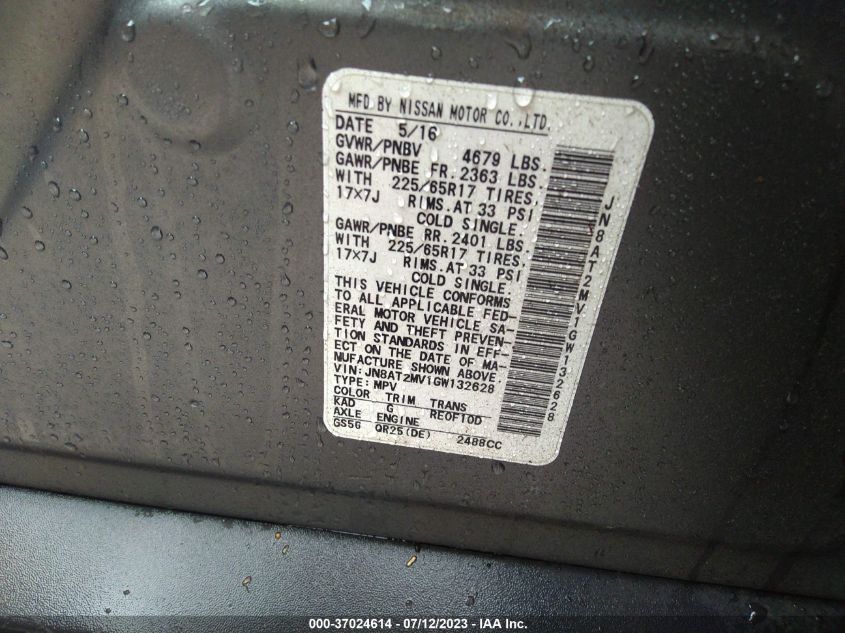 MFD BY NISSAN MOTOR CO.,LTD.
DATE 5/16
GVWR/PNBV 4679 LBS.
GAWR/PNBE FR. 2363 LBS.
WITH 225/65R17 TIRES.
17X7J RIMS.AT 33 PSI
COLD SINGLE.
GAWR/PNBE RR. 2401 LBS.
WITH 225/65R17 TIRES.
17X7J RIMS.AT 33 PSI
COLD SINGLE.
THIS VEHICLE CONFORMS
TO ALL APPLICABLE FED-
ERAL MOTOR VEHICLE SA-
FETY AND THEFT PREVEN-
TION STANDARDS IN EFF-
ECT ON THE DATE OF MA-
NUFACTURE SHOWN ABOVE.
VIN:JN8AT2MV1GW132628
TYPE:MPV
COLOR TRIM TRANS
KAD G REOF10D
AXLE ENGINE
GS56 QR25(DE) 2488CC
JN8AT2MV1GW132628
000-37024614 - 07/12/2023 - IAA Inc.